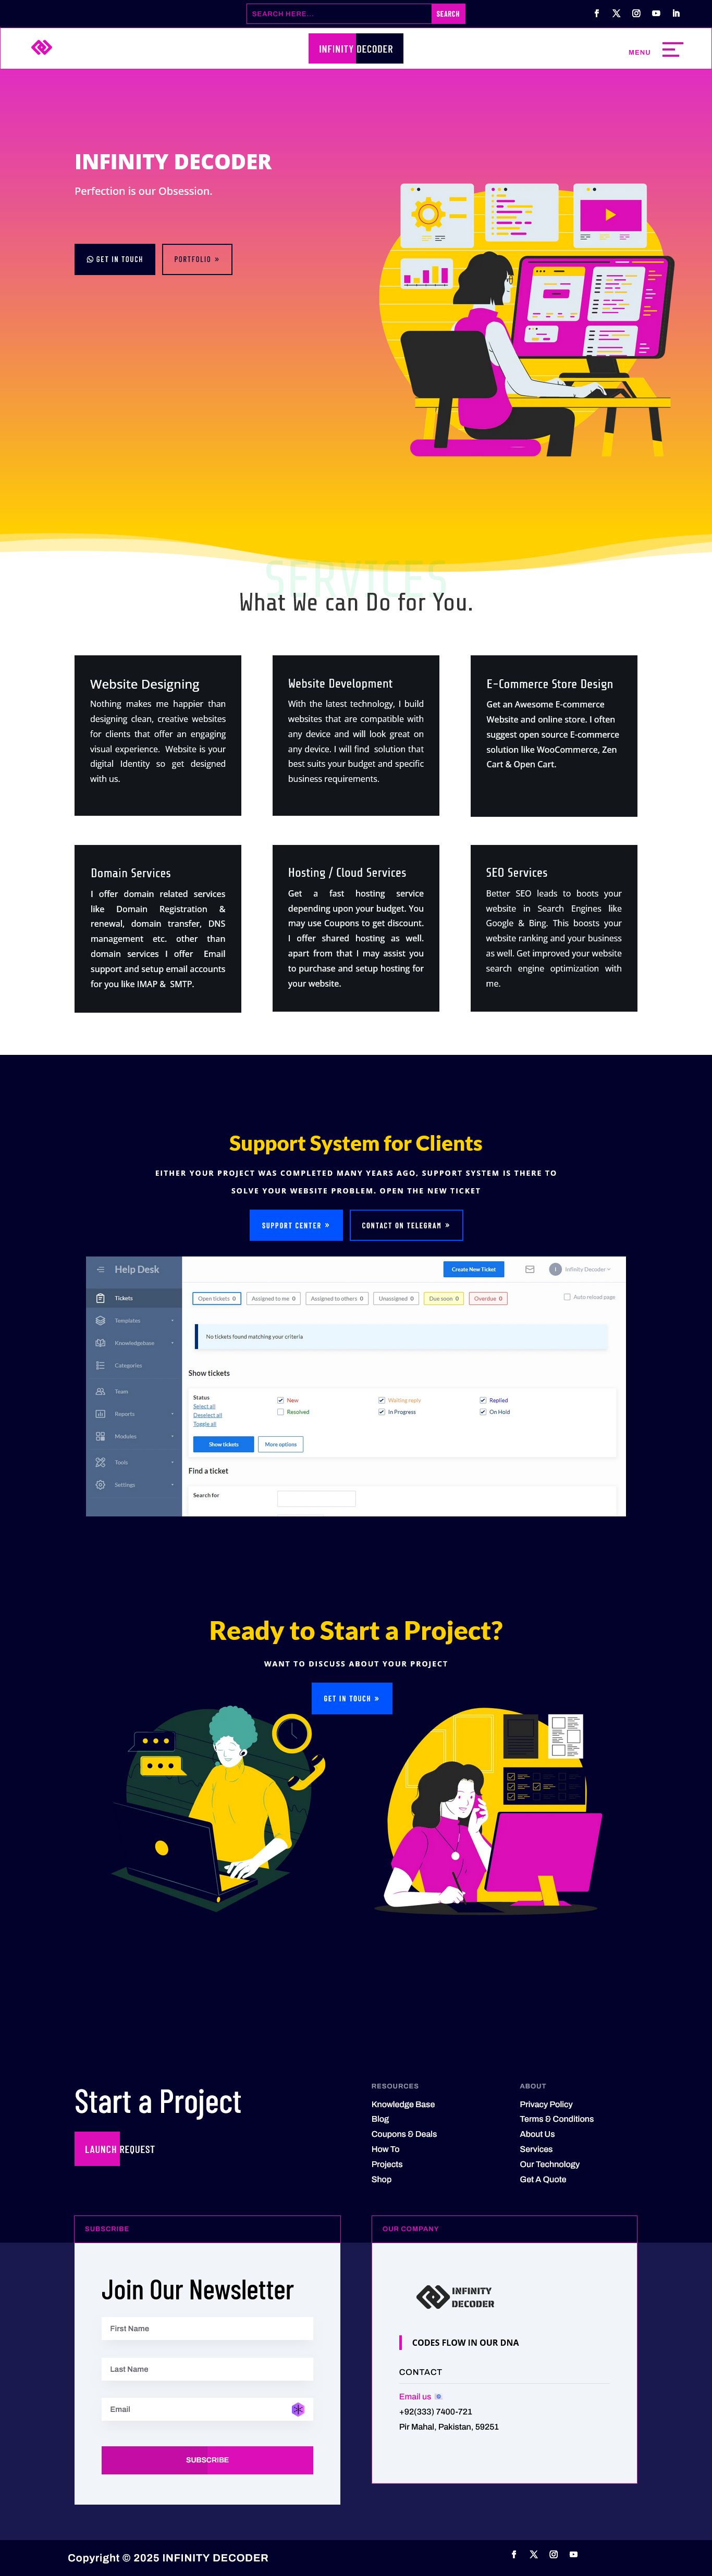 SEARCH HERE...
SEARCH
INFINITY DECODER
MENU
INFINITY DECODER
Perfection is our Obsession.
GET IN TOUCH
PORTFOLIO »
SERVICES
What We can Do for You.
Website Designing
Nothing makes me happier than
designing clean, creative websites
for clients that offer an engaging
visual experience. Website is your
digital Identity so get designed
with us.
Website Development
With the latest technology, I build
websites that are compatible with
any device and will look great on
any device. I will find solution that
best suits your budget and specific
business requirements.
E-Commerce Store Design
Get an Awesome E-commerce
Website and online store. I often
suggest open source E-commerce
solution like WooCommerce, Zen
Cart & Open Cart.
Domain Services
I offer domain related services
like Domain Registration &
renewal, domain transfer, DNS
management etc. other than
domain services I offer Email
support and setup email accounts
for you like IMAP & SMTP.
Hosting / Cloud Services
Get a fast hosting service
depending upon your budget. You
may use Coupons to get discount.
I offer shared hosting as well.
apart from that I may assist you
to purchase and setup hosting for
your website.
SEO Services
Better SEO leads to boots your
website in Search Engines like
Google & Bing. This boosts your
website ranking and your business
as well. Get improved your website
search engine optimization with
me.
Support System for Clients
EITHER YOUR PROJECT WAS COMPLETED MANY YEARS AGO, SUPPORT SYSTEM IS THERE TO
SOLVE YOUR WEBSITE PROBLEM. OPEN THE NEW TICKET
SUPPORT CENTER »
CONTACT ON TELEGRAM »
Help Desk
Create New Ticket
I
Infinity Decoder
Tickets
Templates
Knowledgebase
Categories
Team
Reports
Modules
Tools
Settings
Open tickets 0
Assigned to me 0
Assigned to others 0
Unassigned 0
Due soon 0
Overdue 0
Auto reload page
No tickets found matching your criteria
Show tickets
Status
Select all
Deselect all
Toggle all
New
Waiting reply
Replied
Resolved
In Progress
On Hold
Show tickets
More options
Find a ticket
Search for
Ready to Start a Project?
WANT TO DISCUSS ABOUT YOUR PROJECT
GET IN TOUCH »
Start a Project
LAUNCH REQUEST
RESOURCES
Knowledge Base
Blog
Coupons & Deals
How To
Projects
Shop
ABOUT
Privacy Policy
Terms & Conditions
About Us
Services
Our Technology
Get A Quote
SUBSCRIBE
Join Our Newsletter
First Name
Last Name
Email
SUBSCRIBE
OUR COMPANY
INFINITY
DECODER
CODES FLOW IN OUR DNA
CONTACT
Email us
+92(333) 7400-721
Pir Mahal, Pakistan, 59251
Copyright © 2025 INFINITY DECODER